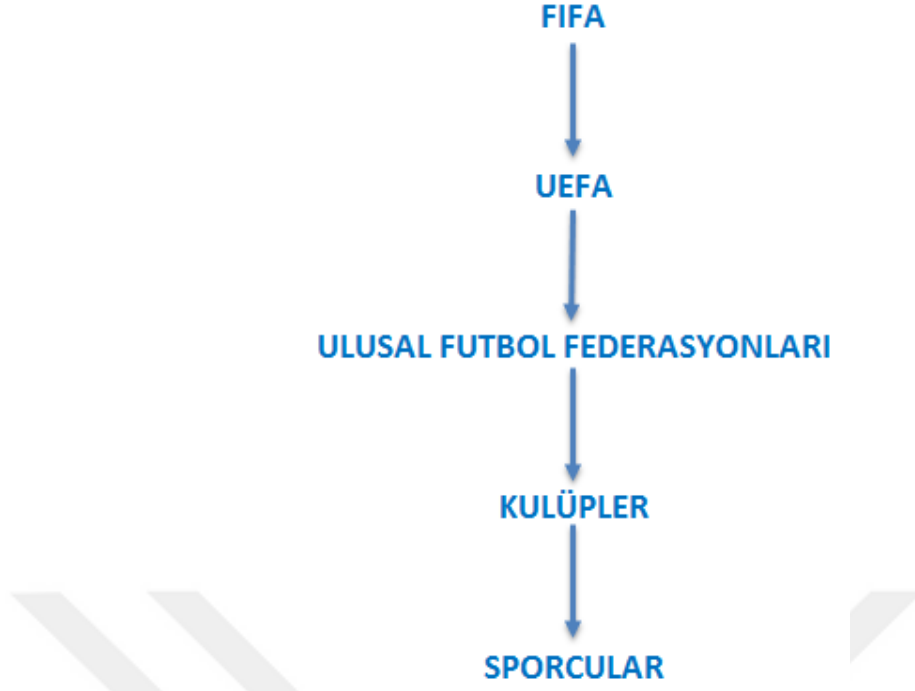 FIFA
UEFA
ULUSAL FUTBOL FEDERASYONLARI
KULÜPLER
SPORCULAR